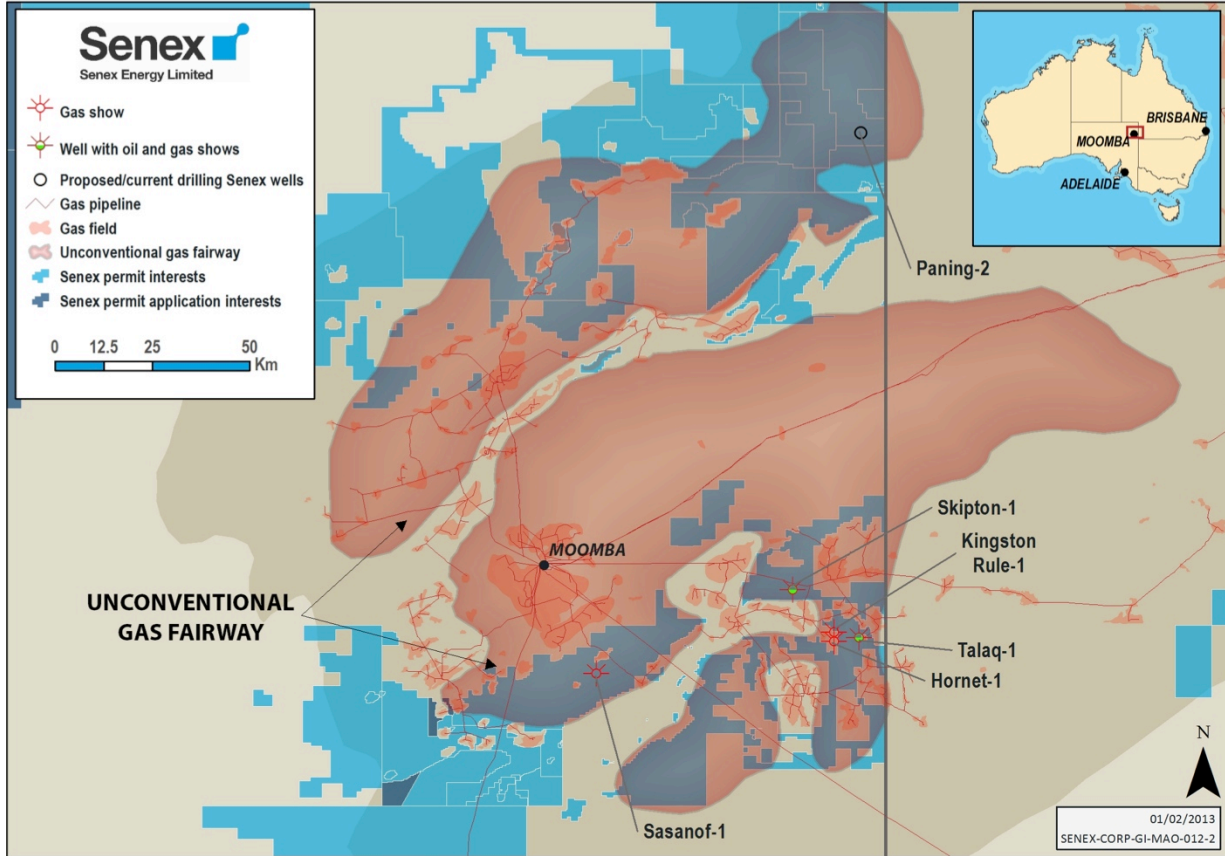 Senex
Senex Energy Limited
Gas show
Well with oil and gas shows
Proposed/current drilling Senex wells
Gas pipeline
Gas field
Unconventional gas fairway
Senex permit interests
Senex permit application interests
0 12.5 25 50
Km
BRISBANE
MOOMBA
ADELAIDE
Paning-2
Skipton-1
Kingston
Rule-1
MOOMBA
UNCONVENTIONAL
GAS FAIRWAY
Talaq-1
Hornet-1
Sasanof-1
N
01/02/2013
SENEX-CORP-GI-MAO-012-2